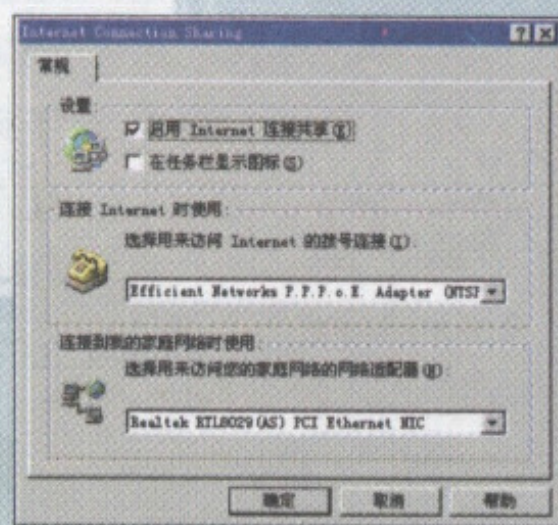 Internet Connection Sharing
常规
设置
启用 Internet 连接共享(E)
在任务栏显示图标(S)
连接 Internet 时使用:
选择用来访问 Internet 的拨号连接(I):
Efficient Networks P.P.P.o.E. Adapter (NTSP
连接到我的家庭网络时使用:
选择用来访问您的家庭网络的网络适配器(N):
Realtek RTL8029(AS) PCI Ethernet NIC
确定 取消 帮助